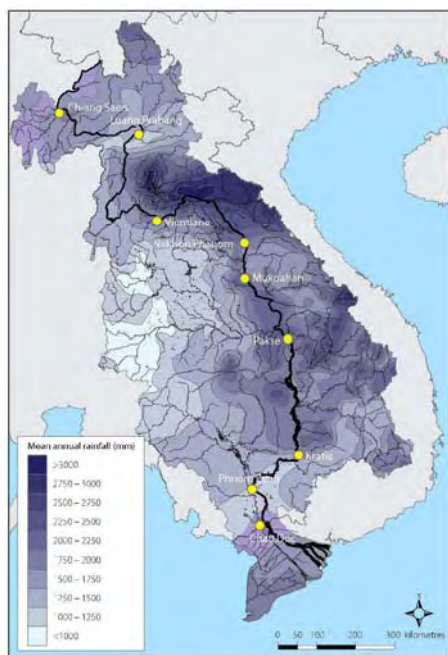 Chiang Saen
Luang Prabang
Vientiane
Nakhon Phanom
Mukdahan
Pakse
Kratie
Phnom Penh
Chau Doc
Mean annual rainfall (mm)
>3000
2750 – 3000
2500 – 2750
2250 – 2500
2000 – 2250
1750 – 2000
1500 – 1750
1250 – 1500
1000 – 1250
<1000
N
0 50 100 200 300 kilometres